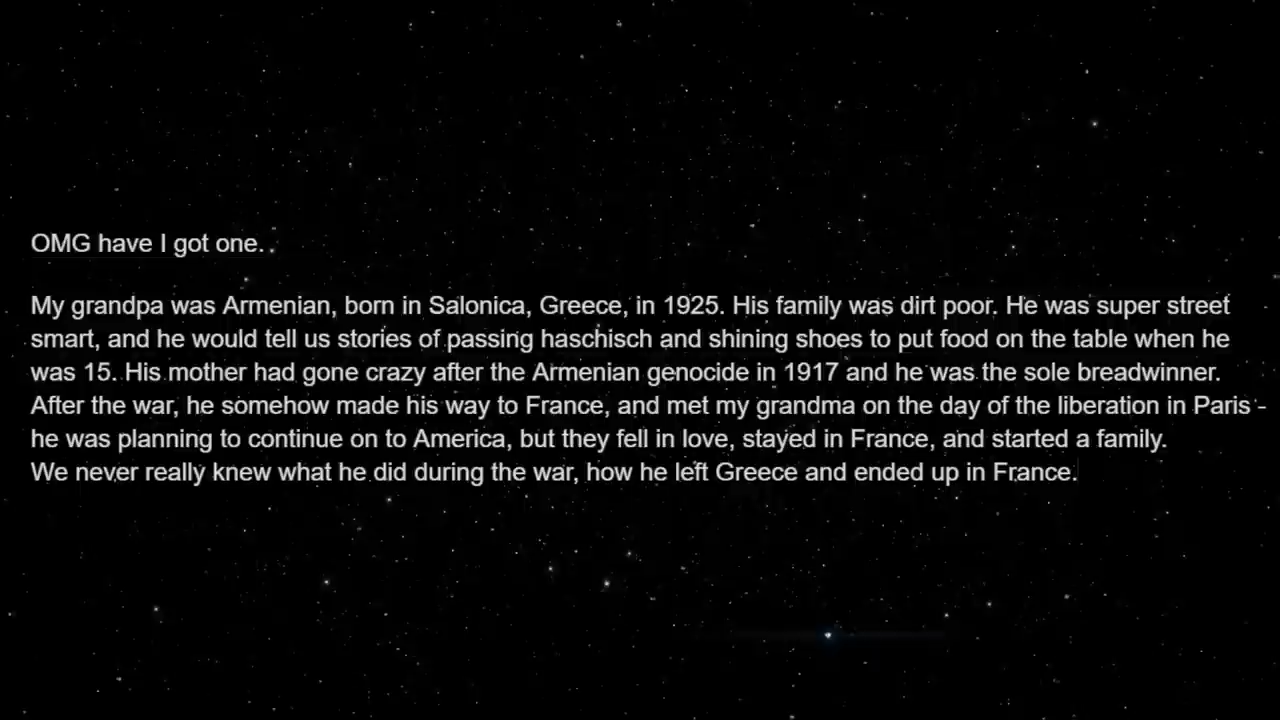 OMG have I got one.
My grandpa was Armenian, born in Salonica, Greece, in 1925. His family was dirt poor. He was super street
smart, and he would tell us stories of passing haschisch and shining shoes to put food on the table when he
was 15. His mother had gone crazy after the Armenian genocide in 1917 and he was the sole breadwinner.
After the war, he somehow made his way to France, and met my grandma on the day of the liberation in Paris -
he was planning to continue on to America, but they fell in love, stayed in France, and started a family.
We never really knew what he did during the war, how he left Greece and ended up in France.